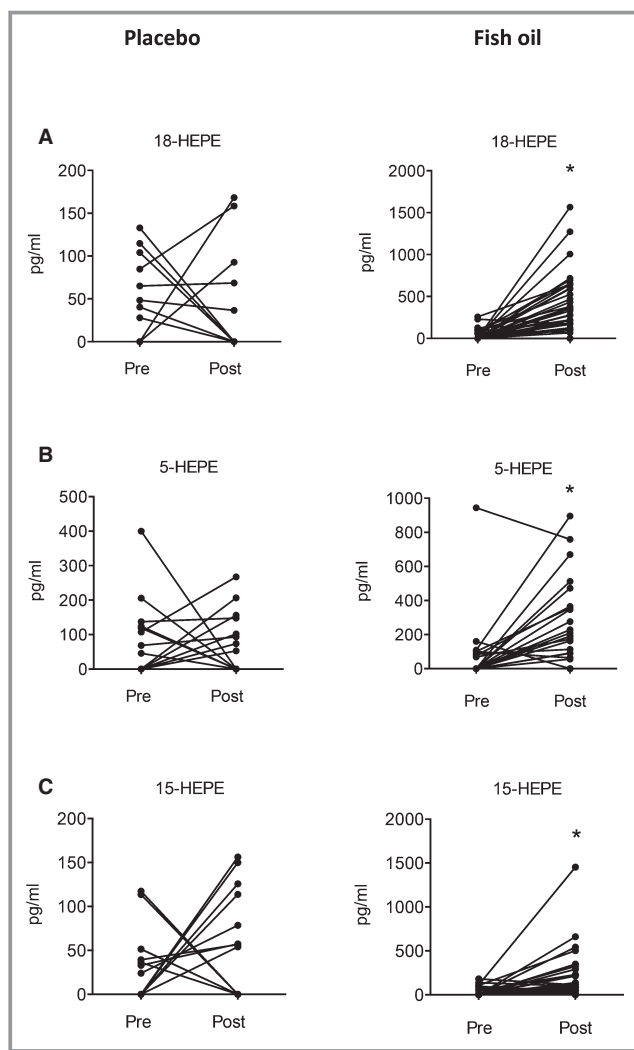 Placebo Fish oil
A
18-HEPE 18-HEPE
200 2000 *
150 1500
pg/ml pg/ml
100 1000
50 500
0 0
Pre Post Pre Post
B
5-HEPE 5-HEPE
500 1000 *
400 800
300 600
pg/ml pg/ml
200 400
100 200
0 0
Pre Post Pre Post
C
15-HEPE 15-HEPE
200 2000 *
150 1500
pg/ml pg/ml
100 1000
50 500
0 0
Pre Post Pre Post